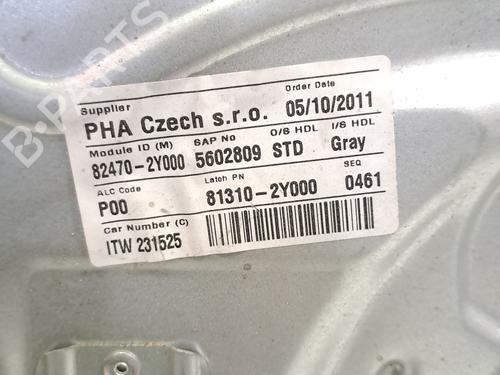 Supplier Order Date
PHA Czech s.r.o. 05/10/2011
Module ID (M) SAP No O/S HDL I/S HDL
82470-2Y000 5602809 STD Gray
ALC Code Latch PN SEQ
P00 81310-2Y000 0461
Car Number (C)
ITW 231525
B-Parts